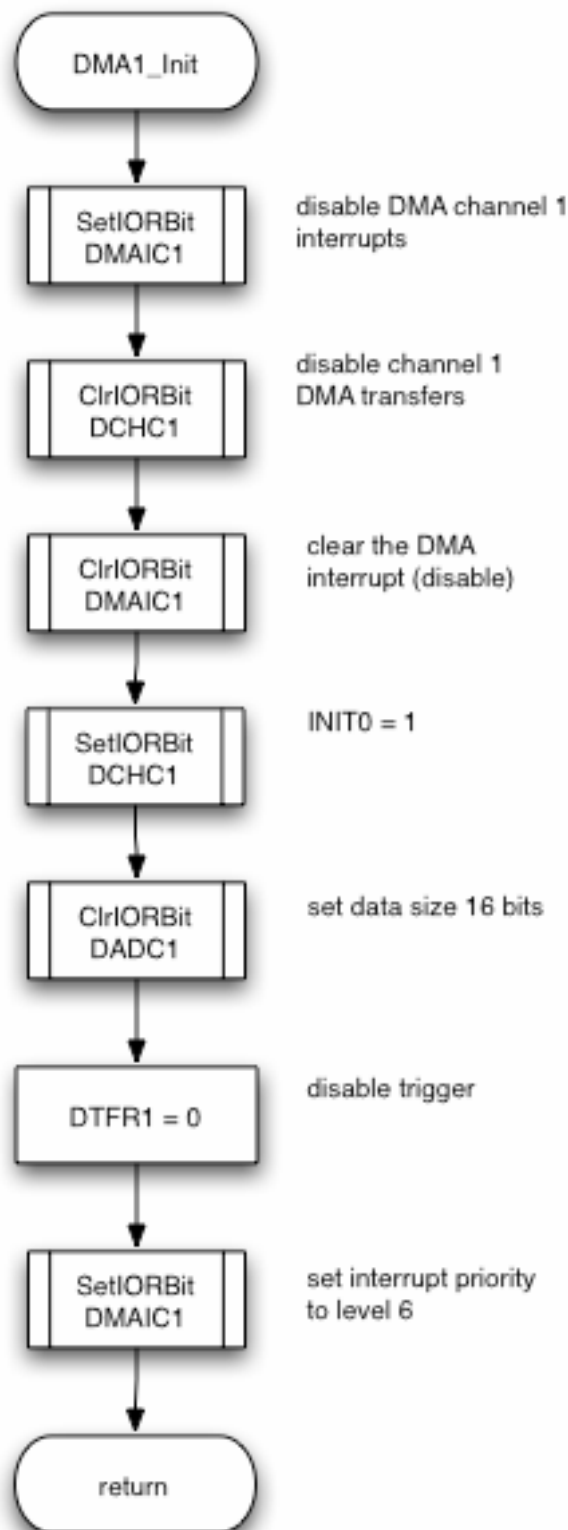 DMA1_Init
SetIORBit
DMAIC1
disable DMA channel 1
interrupts
ClrIORBit
DCHC1
disable channel 1
DMA transfers
ClrIORBit
DMAIC1
clear the DMA
interrupt (disable)
SetIORBit
DCHC1
INIT0 = 1
ClrIORBit
DADC1
set data size 16 bits
DTFR1 = 0
disable trigger
SetIORBit
DMAIC1
set interrupt priority
to level 6
return